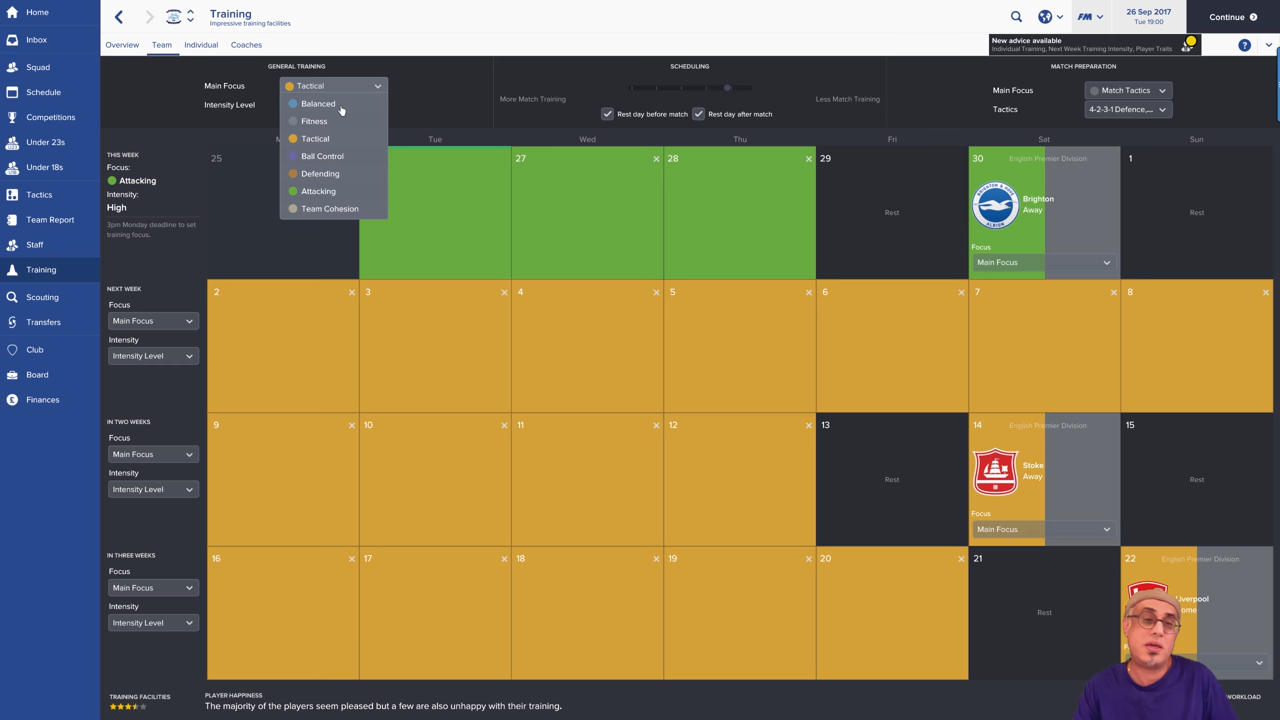 Home
Inbox
Squad
Schedule
Competitions
Under 23s
Under 18s
Tactics
Team Report
Staff
Training
Scouting
Transfers
Club
Board
Finances
Training
Impressive training facilities
FM
26 Sep 2017
Tue 19:00
Continue
Overview
Team
Individual
Coaches
New advice available
Individual Training, Next Week Training Intensity, Player Traits
?
GENERAL TRAINING
SCHEDULING
MATCH PREPARATION
Main Focus
Tactical
Intensity Level
Balanced
Fitness
Tactical
Ball Control
Defending
Attacking
Team Cohesion
More Match Training
Less Match Training
Rest day before match
Rest day after match
Main Focus
Match Tactics
Tactics
4-2-3-1 Defence,...
Tue
Wed
Thu
Fri
Sat
Sun
THIS WEEK
Focus:
Attacking
Intensity:
High
3pm Monday deadline to set
training focus.
25
27
28
29
Rest
30
English Premier Division
Brighton
Away
Focus
Main Focus
1
Rest
NEXT WEEK
Focus
Main Focus
Intensity
Intensity Level
2
3
4
5
6
7
8
IN TWO WEEKS
Focus
Main Focus
Intensity
Intensity Level
9
10
11
12
13
Rest
14
English Premier Division
Stoke
Away
Focus
Main Focus
15
Rest
IN THREE WEEKS
Focus
Main Focus
Intensity
Intensity Level
16
17
18
19
20
21
Rest
22
English Premier Division
Liverpool
TRAINING FACILITIES
PLAYER HAPPINESS
The majority of the players seem pleased but a few are also unhappy with their training.